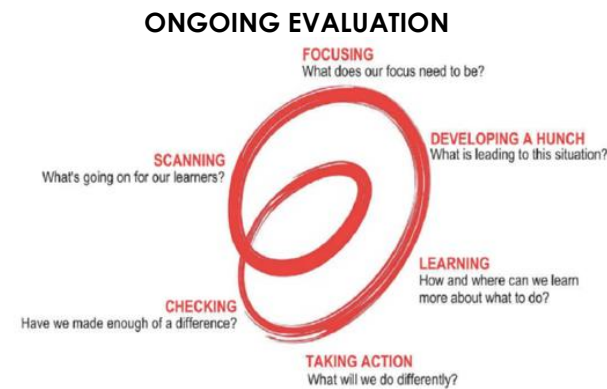 ONGOING EVALUATION
FOCUSING
What does our focus need to be?
DEVELOPING A HUNCH
What is leading to this situation?
SCANNING
What's going on for our learners?
LEARNING
How and where can we learn
more about what to do?
CHECKING
Have we made enough of a difference?
TAKING ACTION
What will we do differently?